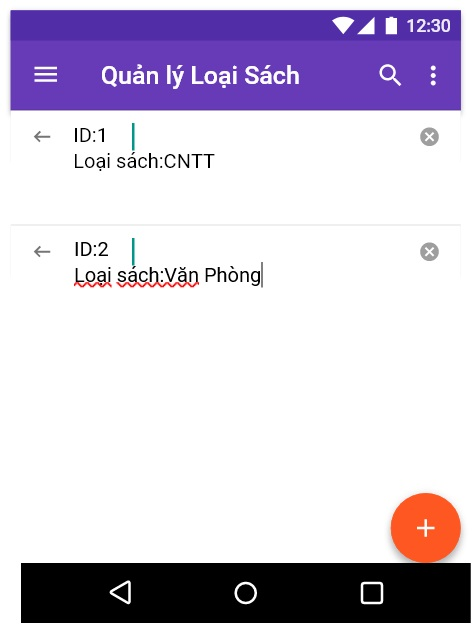 12:30
Quản lý Loại Sách
ID:1
Loại sách:CNTT
ID:2
Loại sách:Văn Phòng